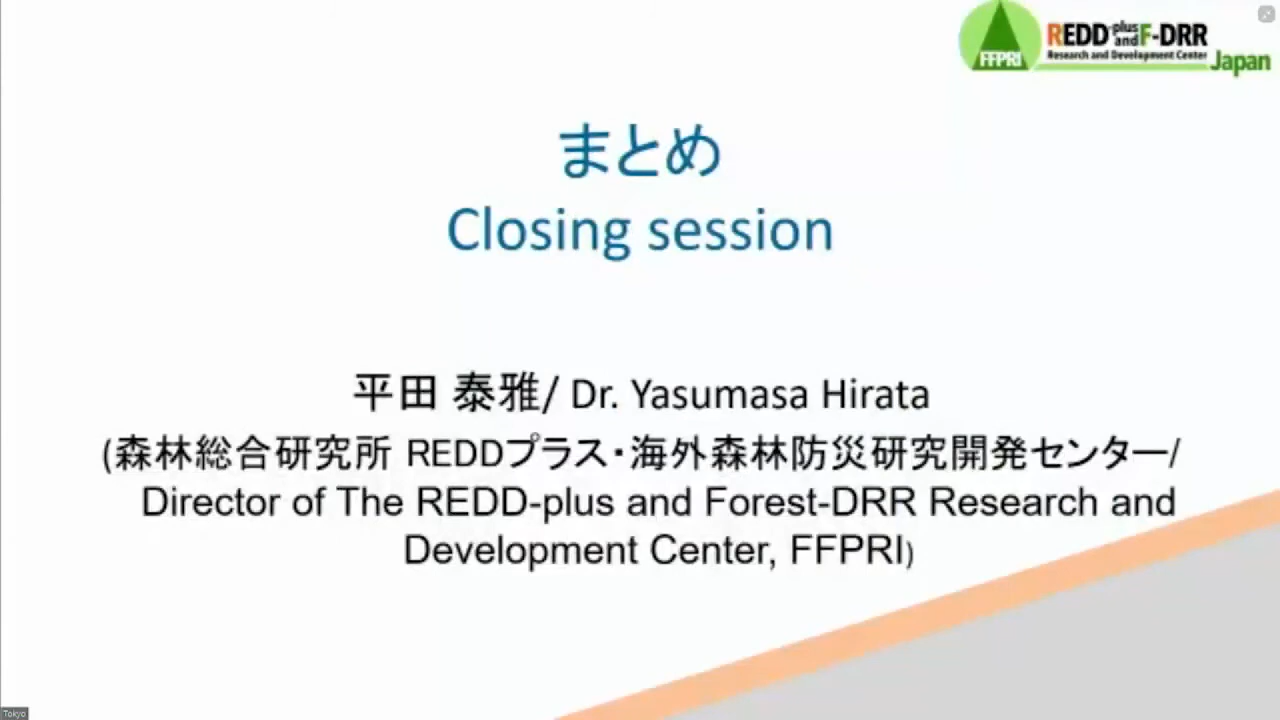 FFPRI
REDD-plus and F-DRR
Research and Development Center Japan
まとめ
Closing session
平田 泰雅/ Dr. Yasumasa Hirata
(森林総合研究所 REDDプラス・海外森林防災研究開発センター/
Director of The REDD-plus and Forest-DRR Research and
Development Center, FFPRI)
Tokyo